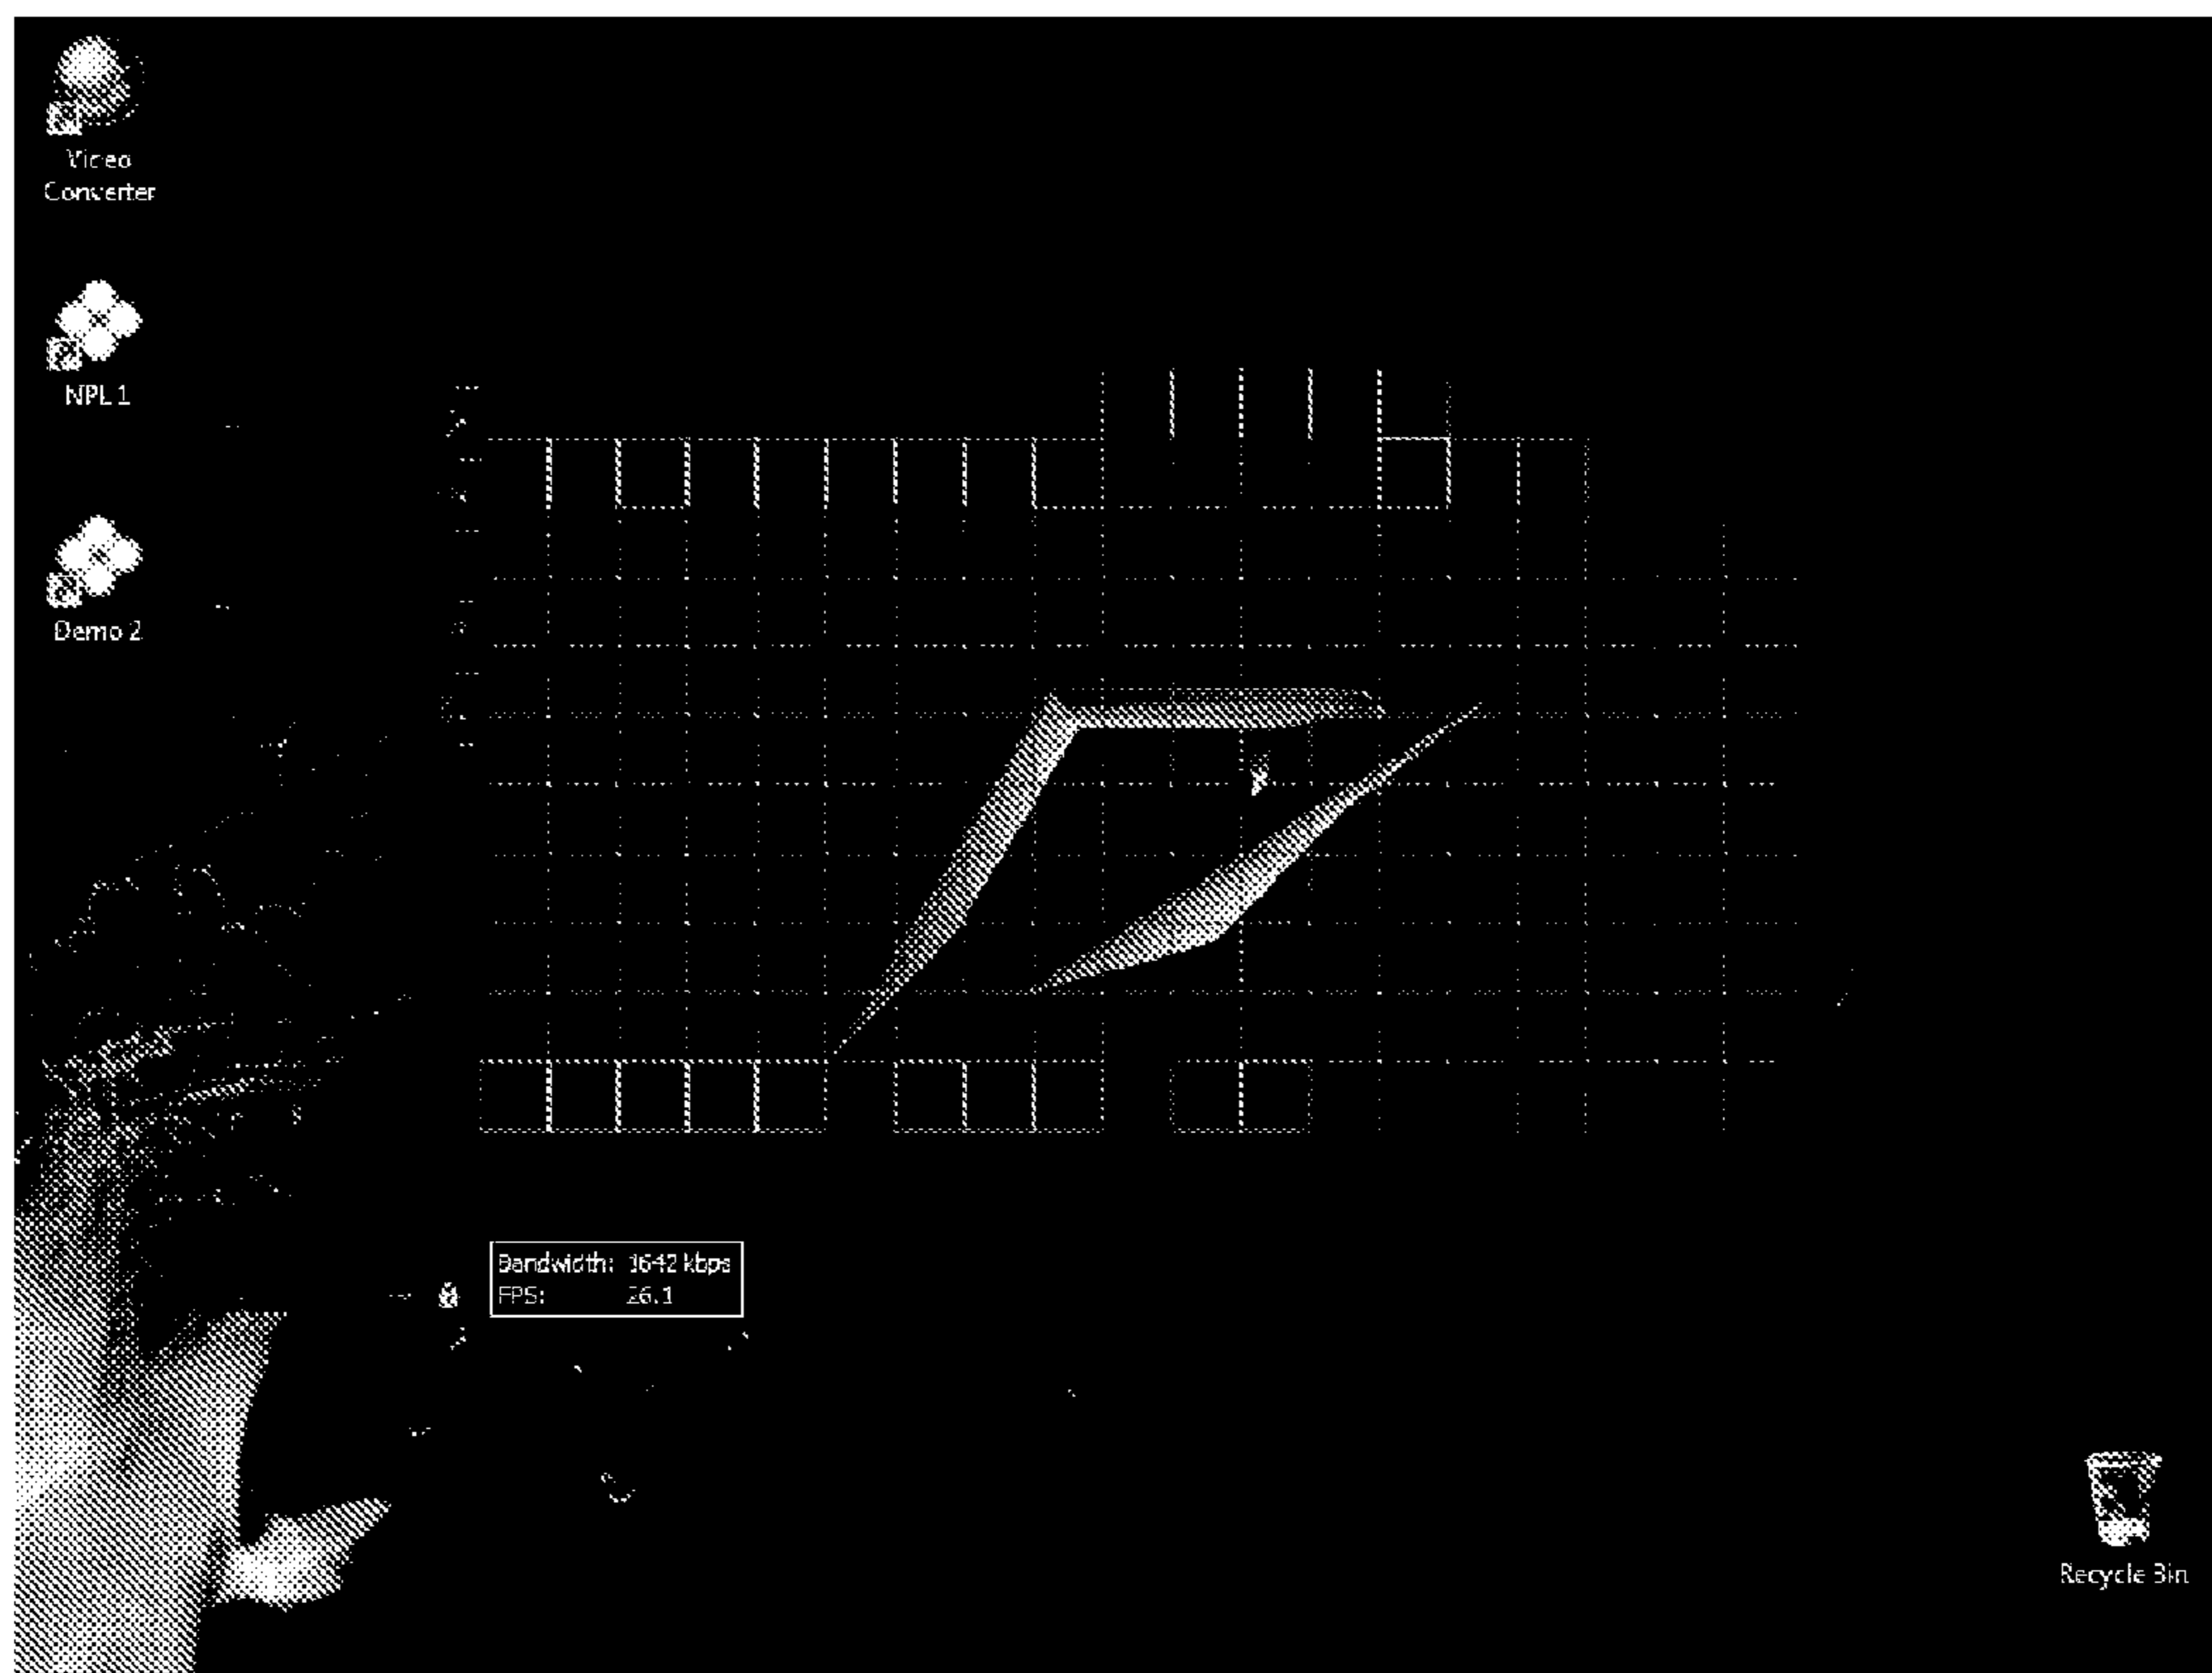 Video
Converter
NPL 1
Demo 2
Bandwidth: 1642 kbps
FPS: 26.1
Recycle Bin